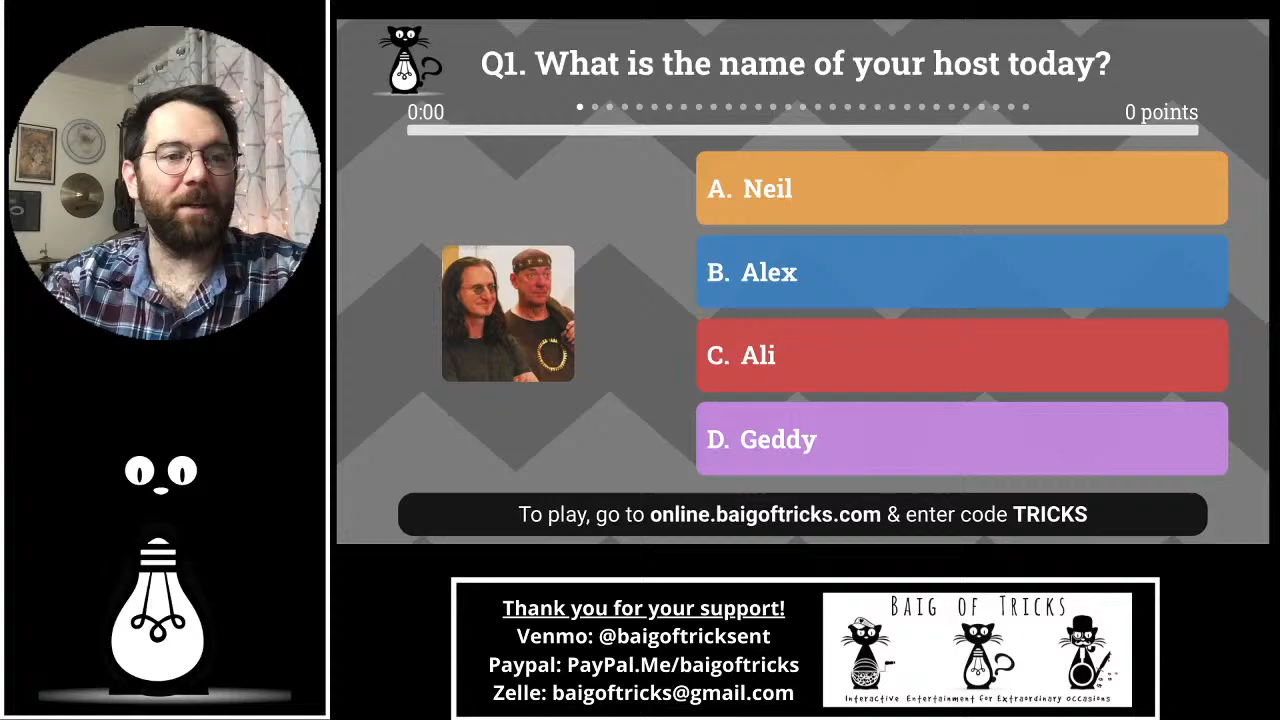 Q1. What is the name of your host today?
0:00
0 points
A. Neil
B. Alex
C. Ali
D. Geddy
To play, go to online.baigoftricks.com & enter code TRICKS
Thank you for your support!
Venmo: @baigoftricksent
Paypal: PayPal.Me/baigoftricks
Zelle: baigoftricks@gmail.com
BAIG OF TRICKS
Interactive Entertainment for Extraordinary Occasions